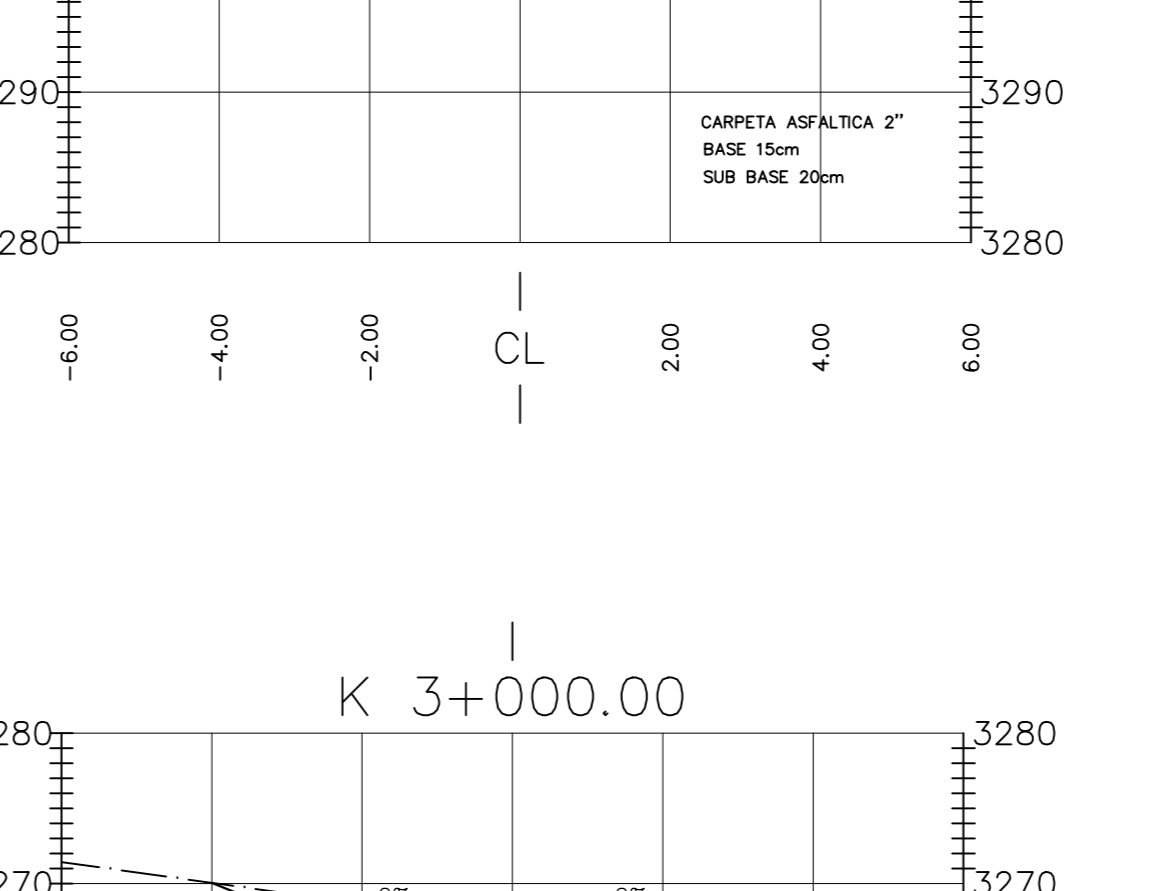 290 3290
CARPETA ASFALTICA 2"
BASE 15cm
SUB BASE 20cm
280 3280
-6.00 -4.00 -2.00 CL 2.00 4.00 6.00
K 3+000.00
280 3280
270 3270